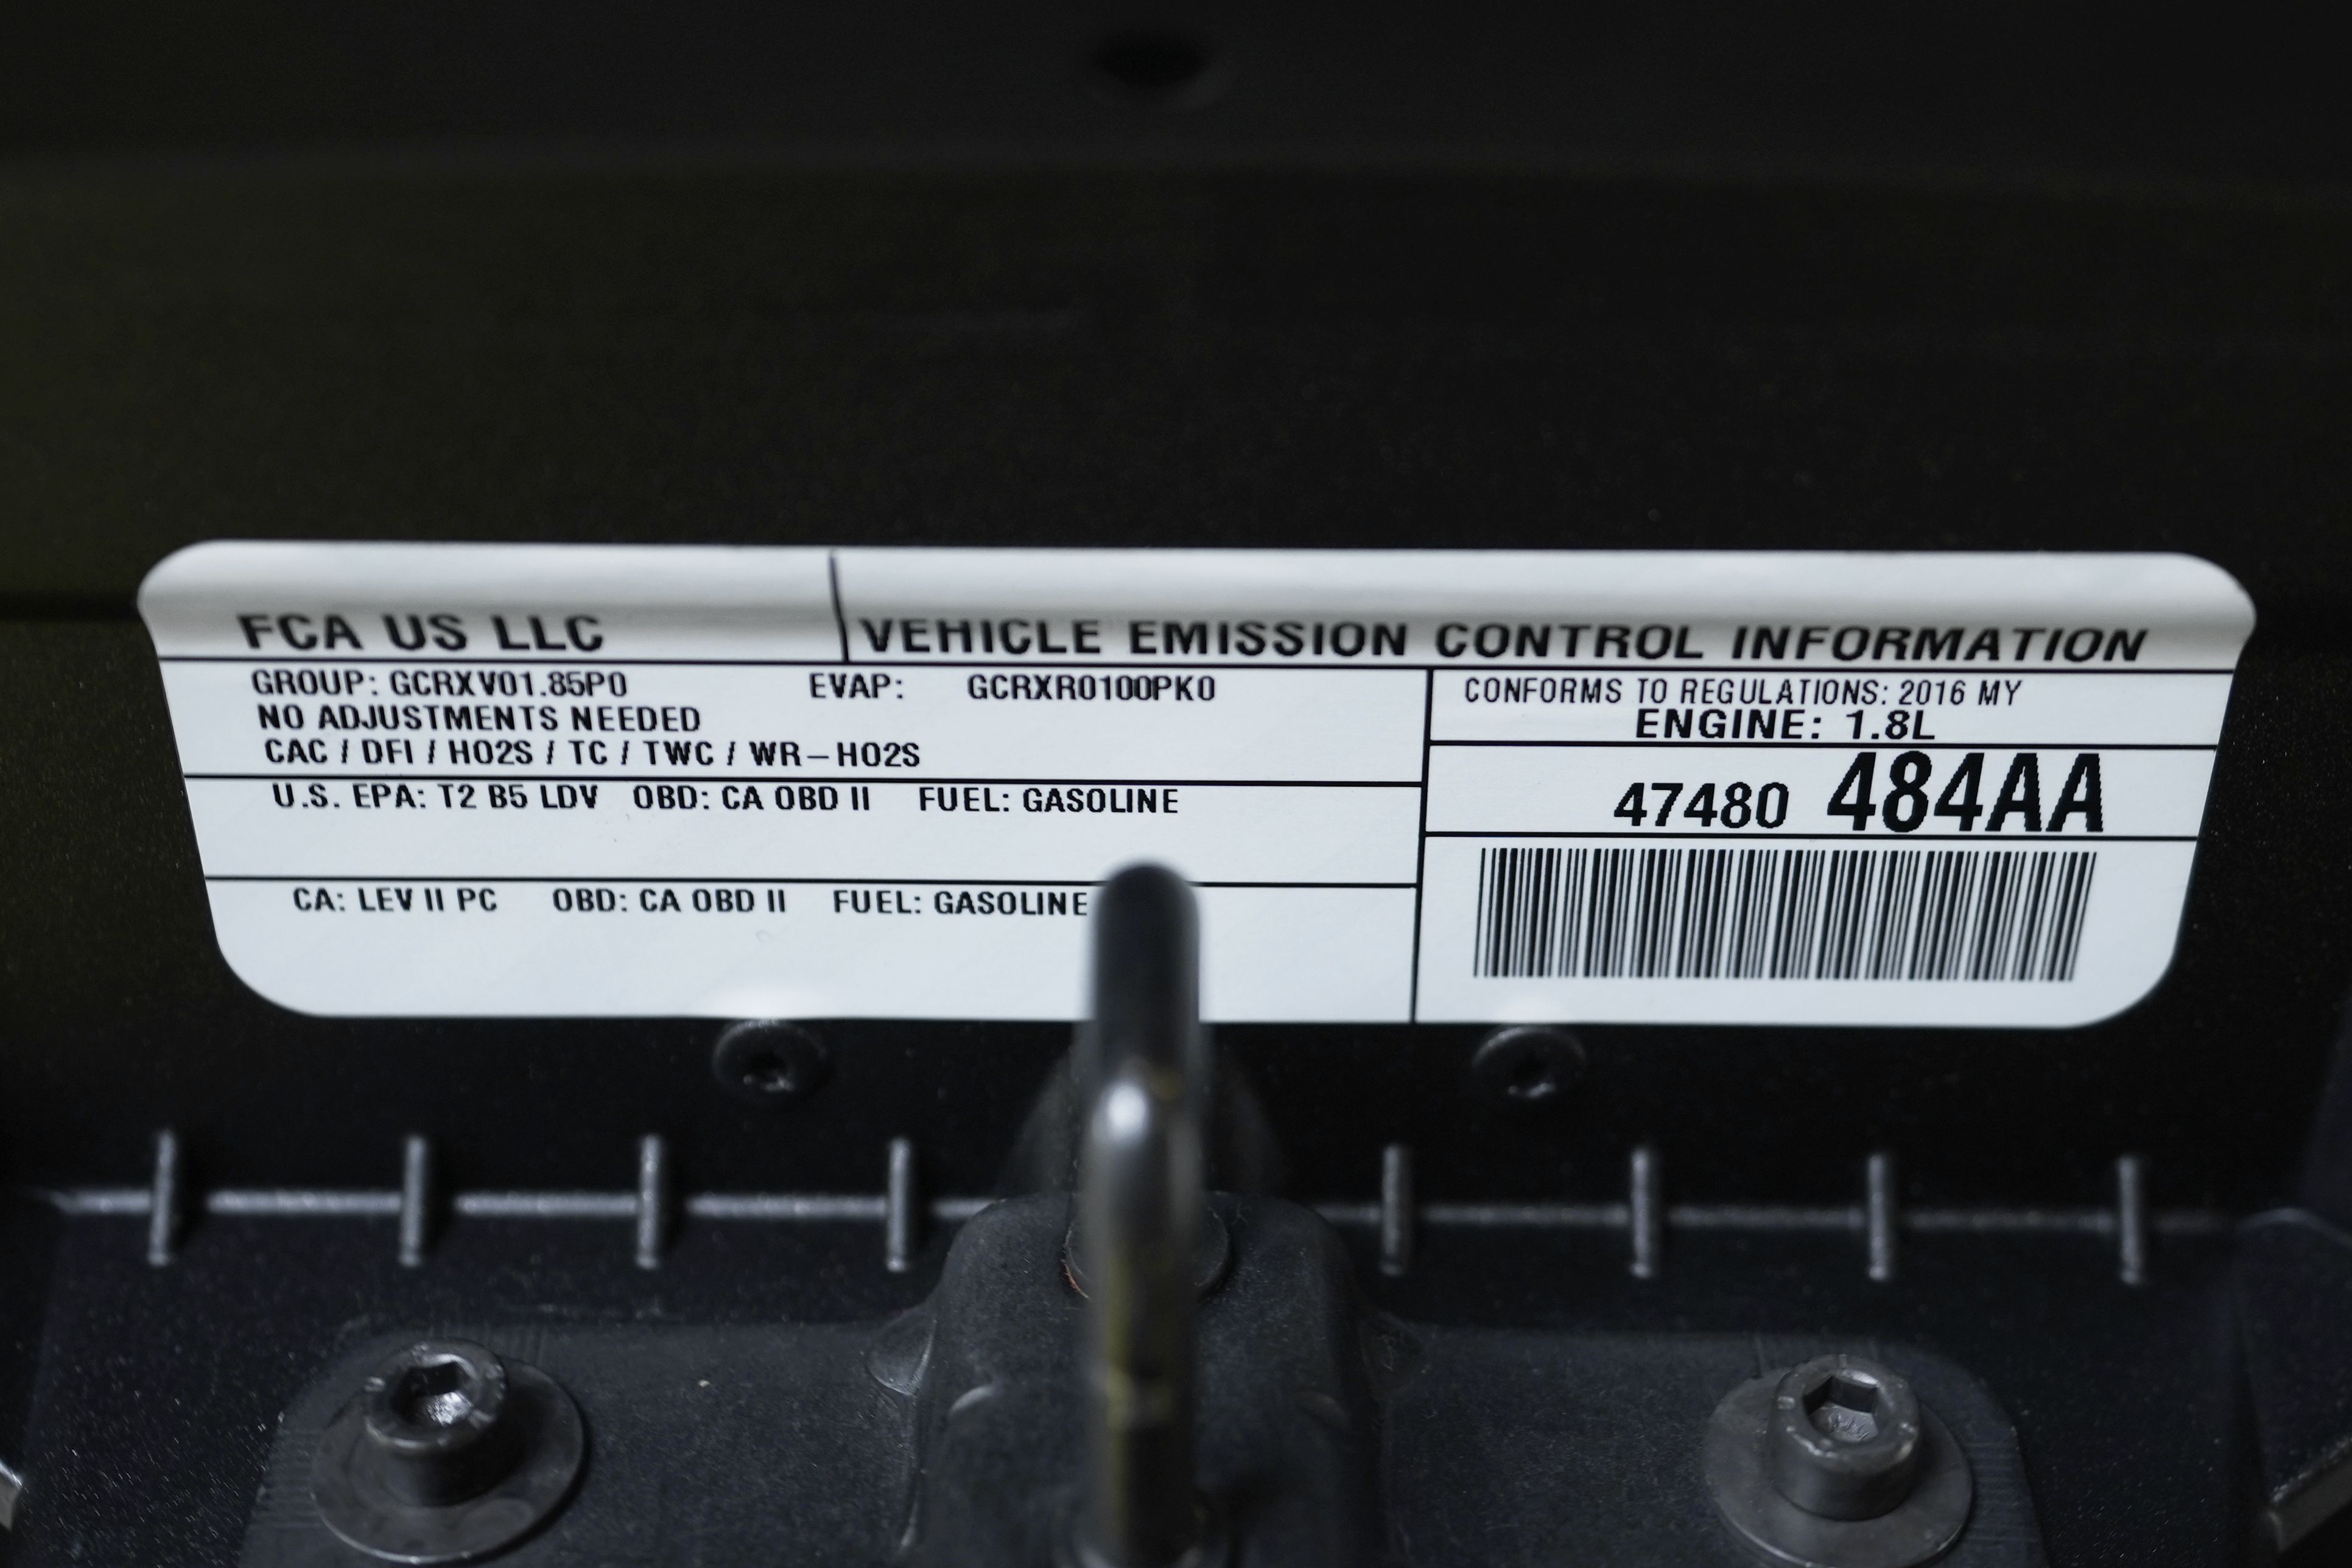 FCA US LLC
VEHICLE EMISSION CONTROL INFORMATION
GROUP: GCRXV01.85P0 EVAP: GCRXR0100PK0
NO ADJUSTMENTS NEEDED
CAC / DFI / HO2S / TC / TWC / WR-HO2S
U.S. EPA: T2 B5 LDV OBD: CA OBD II FUEL: GASOLINE
CA: LEV II PC OBD: CA OBD II FUEL: GASOLINE
CONFORMS TO REGULATIONS: 2016 MY
ENGINE: 1.8L
47480 484AA